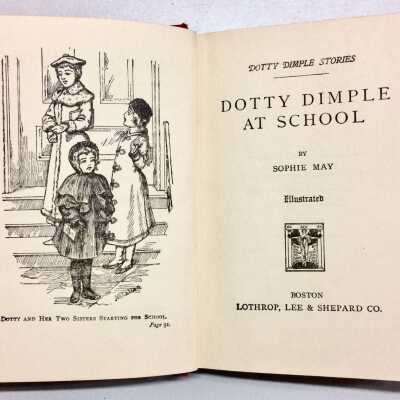 DOTTY AND HER TWO SISTERS STARTING FOR SCHOOL.
Page 91.
DOTTY DIMPLE STORIES
DOTTY DIMPLE
AT SCHOOL
BY
SOPHIE MAY
Illustrated
BOSTON
LOTHROP, LEE & SHEPARD CO.